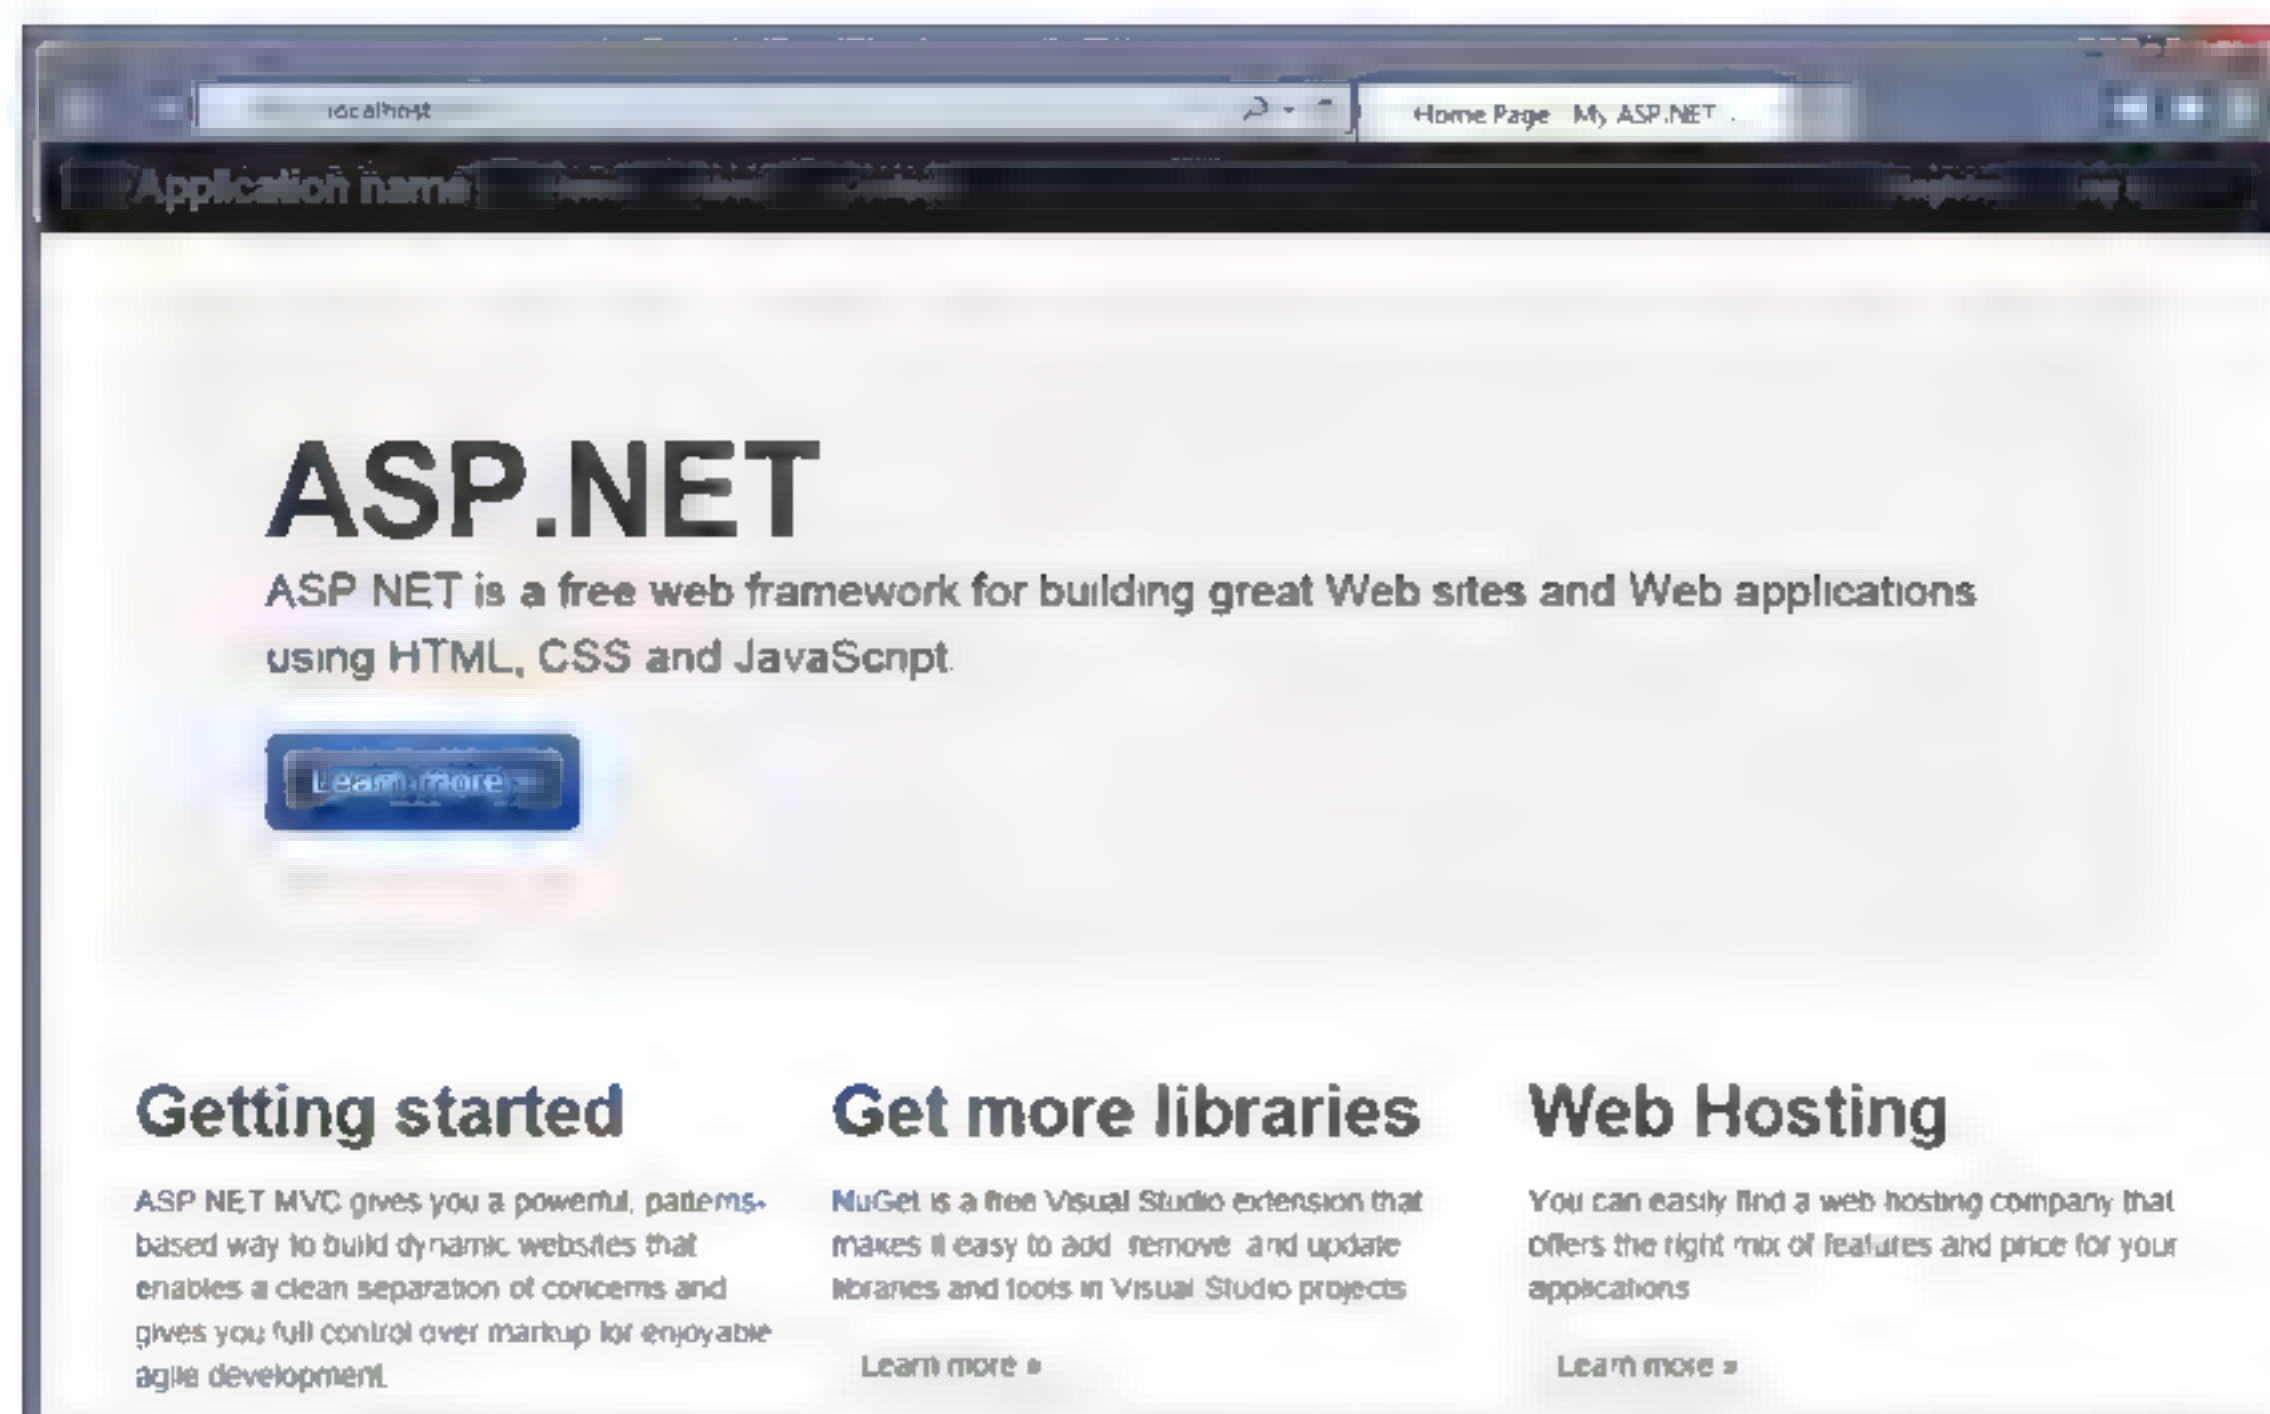 localhost
Home Page My ASP.NET
Application name
ASP.NET
ASP.NET is a free web framework for building great Web sites and Web applications
using HTML, CSS and JavaScript.
Learn more
Getting started
ASP.NET MVC gives you a powerful, patterns-
based way to build dynamic websites that
enables a clean separation of concerns and
gives you full control over markup for enjoyable,
agile development.
Get more libraries
NuGet is a free Visual Studio extension that
makes it easy to add, remove, and update
libraries and tools in Visual Studio projects.
Learn more »
Web Hosting
You can easily find a web hosting company that
offers the right mix of features and price for your
applications.
Learn more »